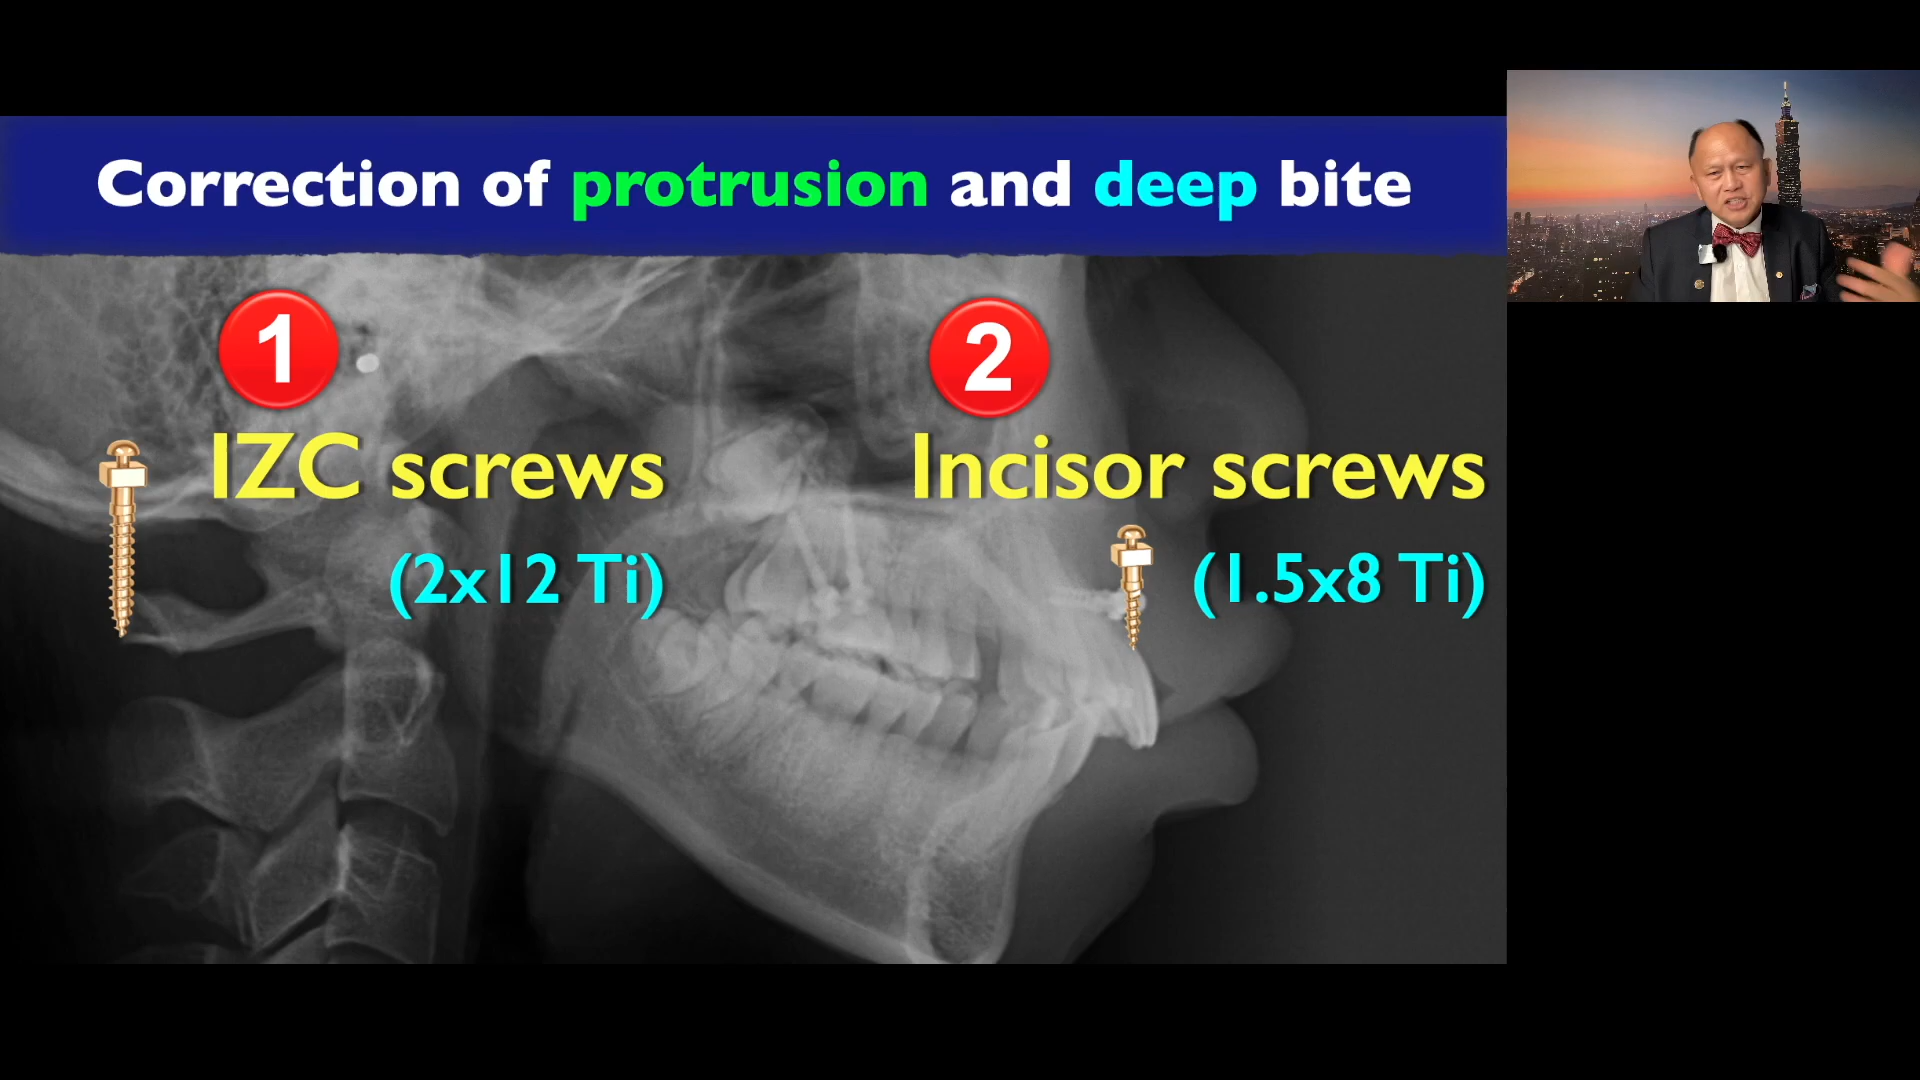 Correction of protrusion and deep bite
1
IZC screws
(2x12 Ti)
2
Incisor screws
(1.5x8 Ti)